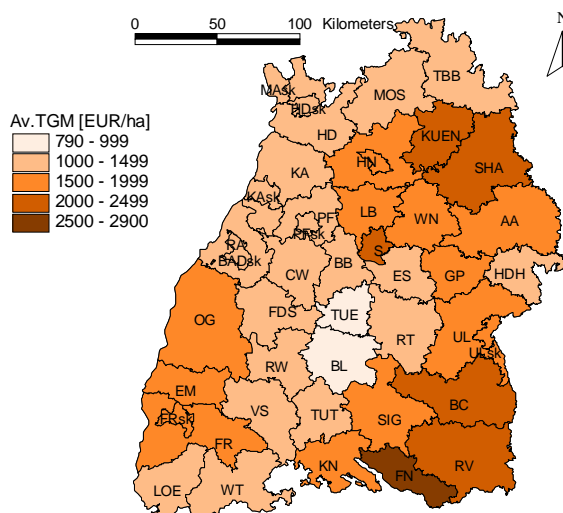 0 50 100 Kilometers
N
Av.TGM [EUR/ha]
790 - 999
1000 - 1499
1500 - 1999
2000 - 2499
2500 - 2900
TBB
MAsk
MOS
HD
KUEN
HN
SHA
KA
KAsk
LB
WN
AA
PF
RA
BADsk
S
CW
BB
ES
GP
HDH
FDS
TUE
OG
RT
UL
ULsk
RW
BL
EM
BC
VS
TUT
SIG
FRsk
FR
KN
FN
RV
LOE
WT